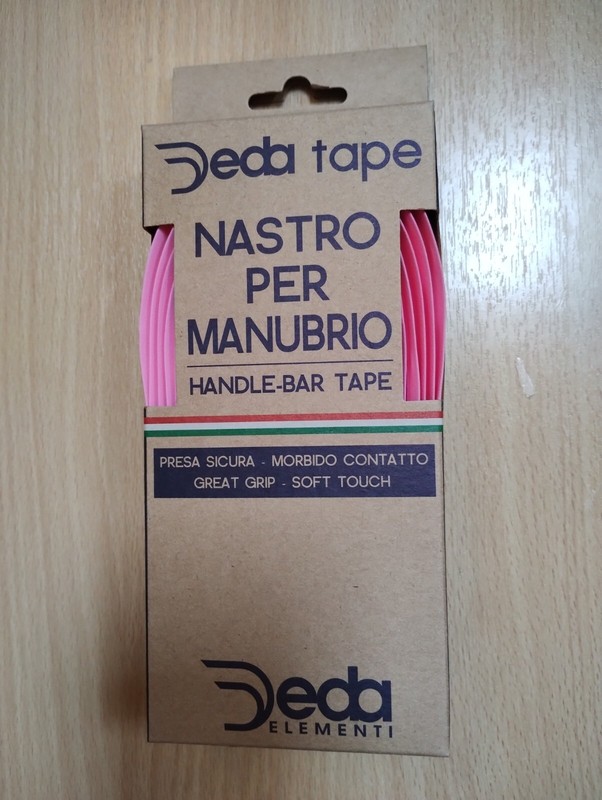 Deda tape
NASTRO
PER
MANUBRIO
HANDLE-BAR TAPE
PRESA SICURA - MORBIDO CONTATTO
GREAT GRIP - SOFT TOUCH
Deda
ELEMENTI